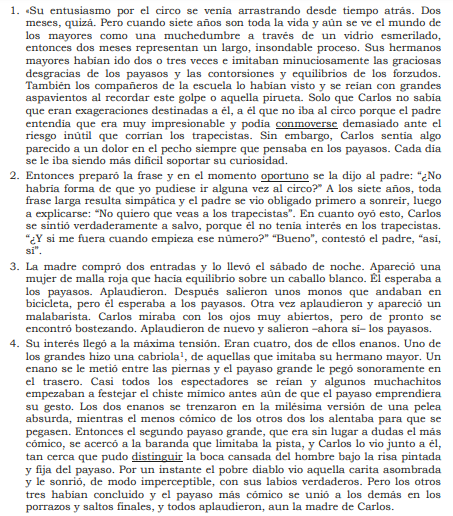 1. «Su entusiasmo por el circo se venía arrastrando desde tiempo atrás. Dos
meses, quizá. Pero cuando siete años son toda la vida y aún se ve el mundo de
los mayores como una muchedumbre a través de un vidrio esmerilado,
entonces dos meses representan un largo, insondable proceso. Sus hermanos
mayores habían ido dos o tres veces e imitaban minuciosamente las graciosas
desgracias de los payasos y las contorsiones y equilibrios de los forzudos.
También los compañeros de la escuela lo habían visto y se reían con grandes
aspavientos al recordar este golpe o aquella pirueta. Solo que Carlos no sabía
que eran exageraciones destinadas a él, a él que no iba al circo porque el padre
entendía que era muy impresionable y podía conmoverse demasiado ante el
riesgo inútil que corrían los trapecistas. Sin embargo, Carlos sentía algo
parecido a un dolor en el pecho siempre que pensaba en los payasos. Cada día
se le iba siendo más difícil soportar su curiosidad.
2. Entonces preparó la frase y en el momento oportuno se la dijo al padre: “¿No
habría forma de que yo pudiese ir alguna vez al circo?” A los siete años, toda
frase larga resulta simpática y el padre se vio obligado primero a sonreír, luego
a explicarse: “No quiero que veas a los trapecistas”. En cuanto oyó esto, Carlos
se sintió verdaderamente a salvo, porque él no tenía interés en los trapecistas.
“¿Y si me fuera cuando empieza ese número?” “Bueno”, contestó el padre, “así,
sí”.
3. La madre compró dos entradas y lo llevó el sábado de noche. Apareció una
mujer de malla roja que hacía equilibrio sobre un caballo blanco. Él esperaba a
los payasos. Aplaudieron. Después salieron unos monos que andaban en
bicicleta, pero él esperaba a los payasos. Otra vez aplaudieron y apareció un
malabarista. Carlos miraba con los ojos muy abiertos, pero de pronto se
encontró bostezando. Aplaudieron de nuevo y salieron –ahora sí– los payasos.
4. Su interés llegó a la máxima tensión. Eran cuatro, dos de ellos enanos. Uno de
los grandes hizo una cabriola¹, de aquellas que imitaba su hermano mayor. Un
enano se le metió entre las piernas y el payaso grande le pegó sonoramente en
el trasero. Casi todos los espectadores se reían y algunos muchachitos
empezaban a festejar el chiste mímico antes aún de que el payaso emprendiera
su gesto. Los dos enanos se trenzaron en la milésima versión de una pelea
absurda, mientras el menos cómico de los otros dos los alentaba para que se
pegasen. Entonces el segundo payaso grande, que era sin lugar a dudas el más
cómico, se acercó a la baranda que limitaba la pista, y Carlos lo vio junto a él,
tan cerca que pudo distinguir la boca cansada del hombre bajo la risa pintada
y fija del payaso. Por un instante el pobre diablo vio aquella carita asombrada
y le sonrió, de modo imperceptible, con sus labios verdaderos. Pero los otros
tres habían concluido y el payaso más cómico se unió a los demás en los
porrazos y saltos finales, y todos aplaudieron, aun la madre de Carlos.